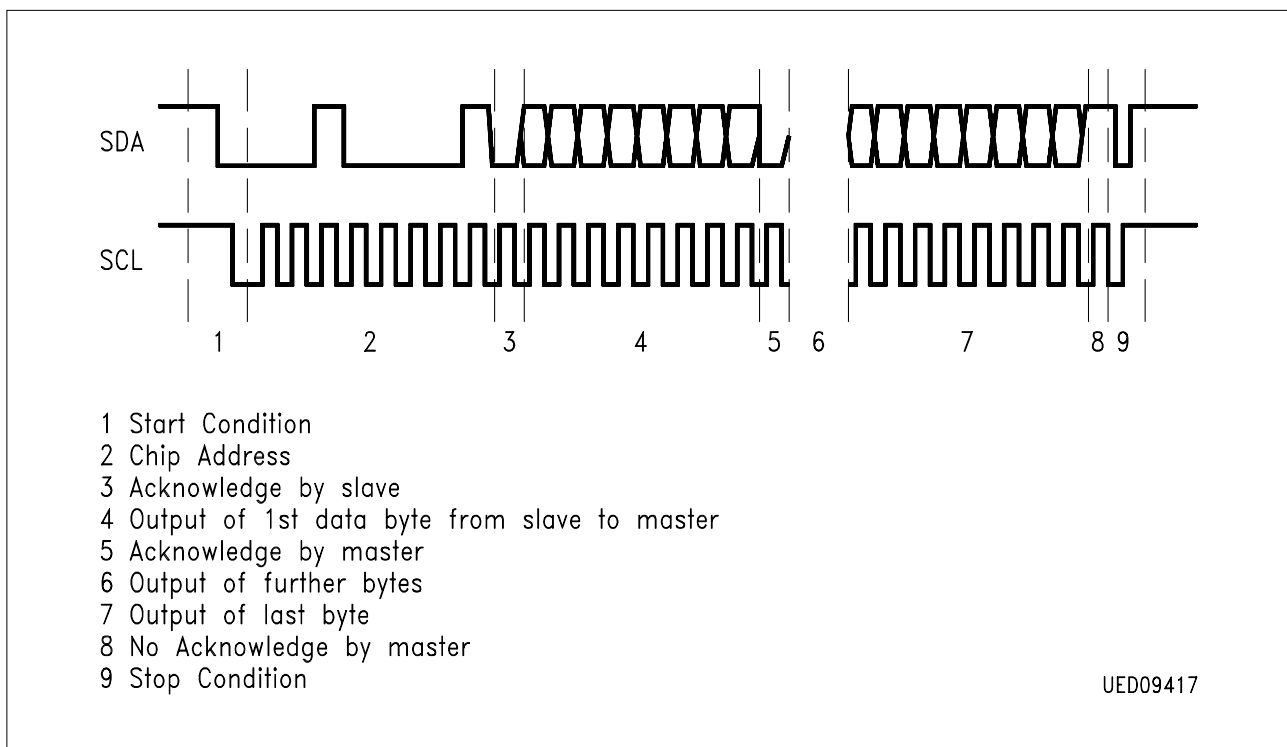 SDA
SCL
1 2 3 4 5 6 7 8 9
1 Start Condition
2 Chip Address
3 Acknowledge by slave
4 Output of 1st data byte from slave to master
5 Acknowledge by master
6 Output of further bytes
7 Output of last byte
8 No Acknowledge by master
9 Stop Condition
UED09417